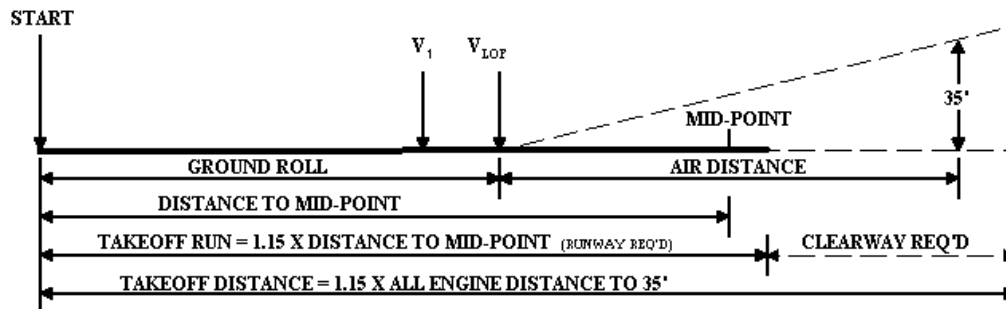 START
V1
VLOF
35'
MID-POINT
GROUND ROLL
AIR DISTANCE
DISTANCE TO MID-POINT
TAKEOFF RUN = 1.15 X DISTANCE TO MID-POINT (RUNWAY REQ'D)
CLEARWAY REQ'D
TAKEOFF DISTANCE = 1.15 X ALL ENGINE DISTANCE TO 35'